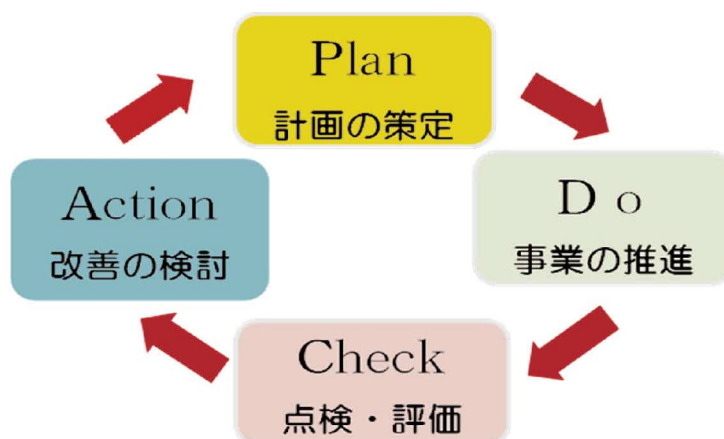 Plan
計画の策定
D o
事業の推進
Check
点検・評価
Action
改善の検討